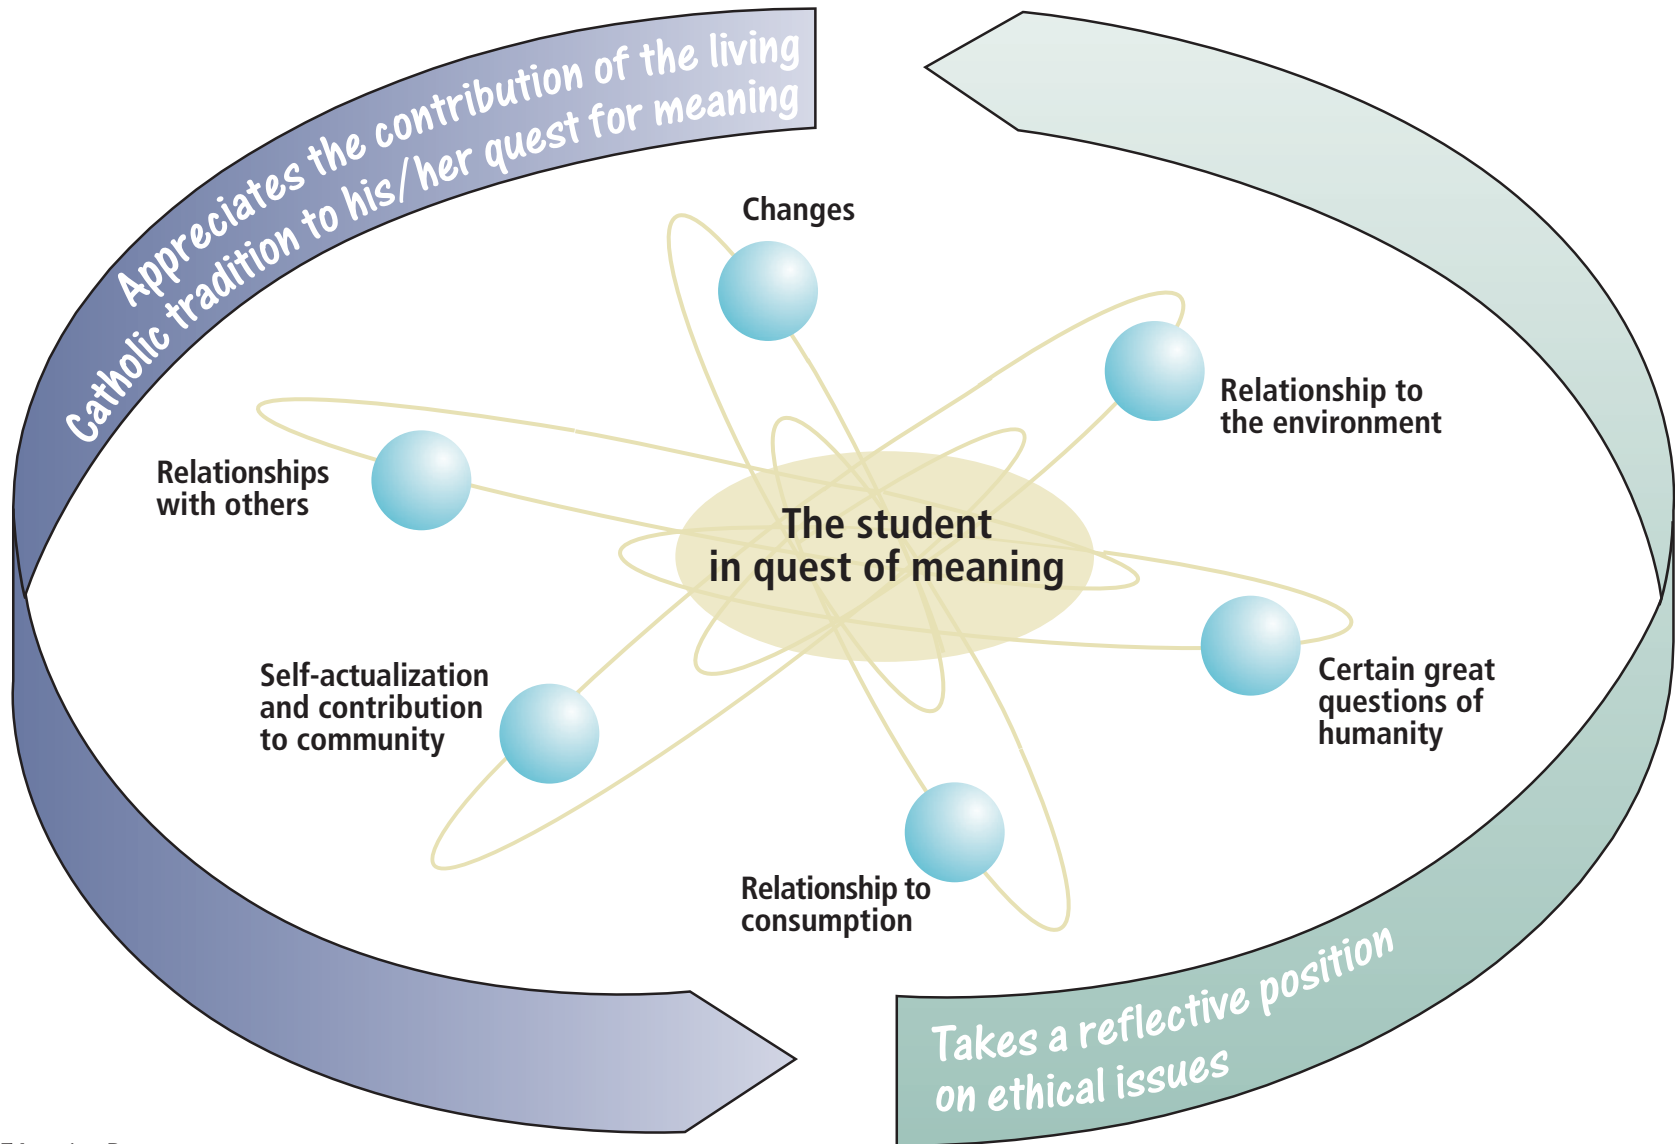 Appreciates the contribution of the living
Catholic tradition to his/her quest for meaning
Changes
Relationship to
the environment
Relationships
with others
The student
in quest of meaning
Self-actualization
and contribution
to community
Certain great
questions of
humanity
Relationship to
consumption
Takes a reflective position
on ethical issues